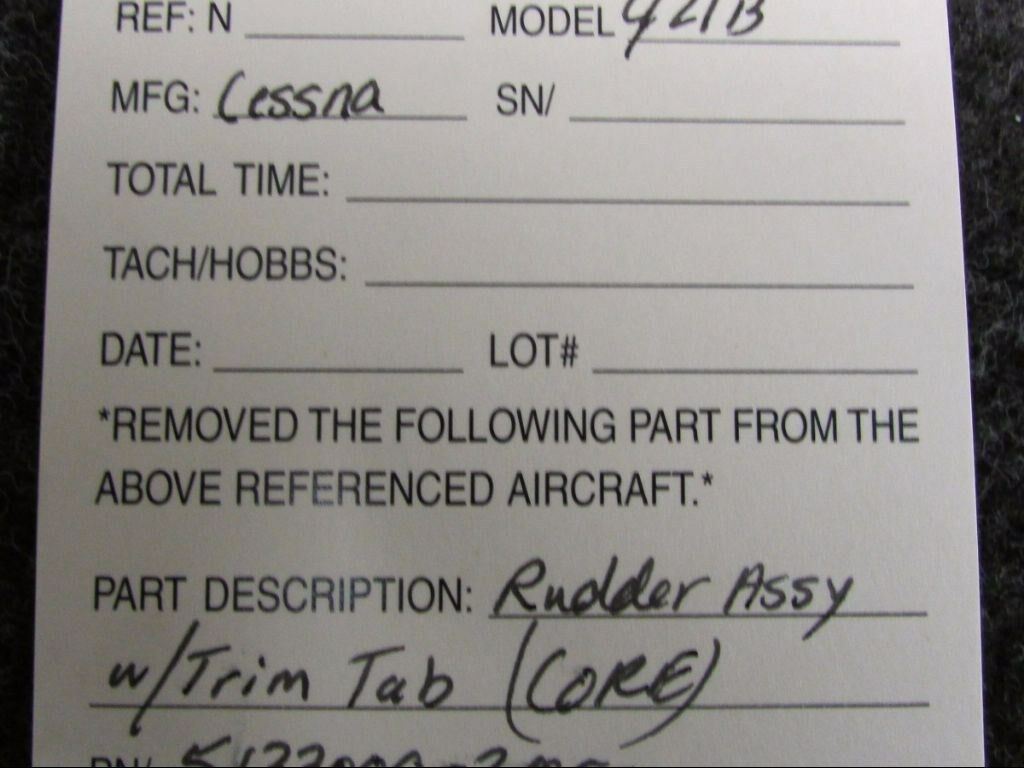 REF: N MODEL 421B
MFG: Cessna SN/
TOTAL TIME:
TACH/HOBBS:
DATE: LOT#
*REMOVED THE FOLLOWING PART FROM THE
ABOVE REFERENCED AIRCRAFT.*
PART DESCRIPTION: Rudder Assy
w/Trim Tab (CORE)
PN/